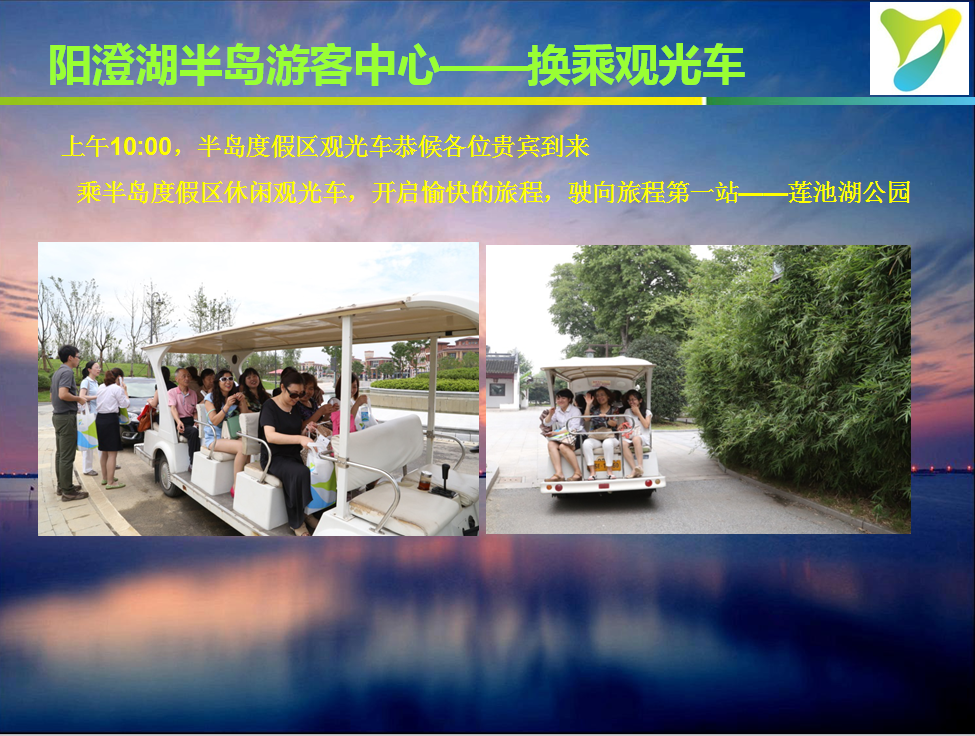 阳澄湖半岛游客中心——换乘观光车
上午10:00，半岛度假区观光车恭候各位贵宾到来
乘半岛度假区休闲观光车，开启愉快的旅程，驶向旅程第一站——莲池湖公园